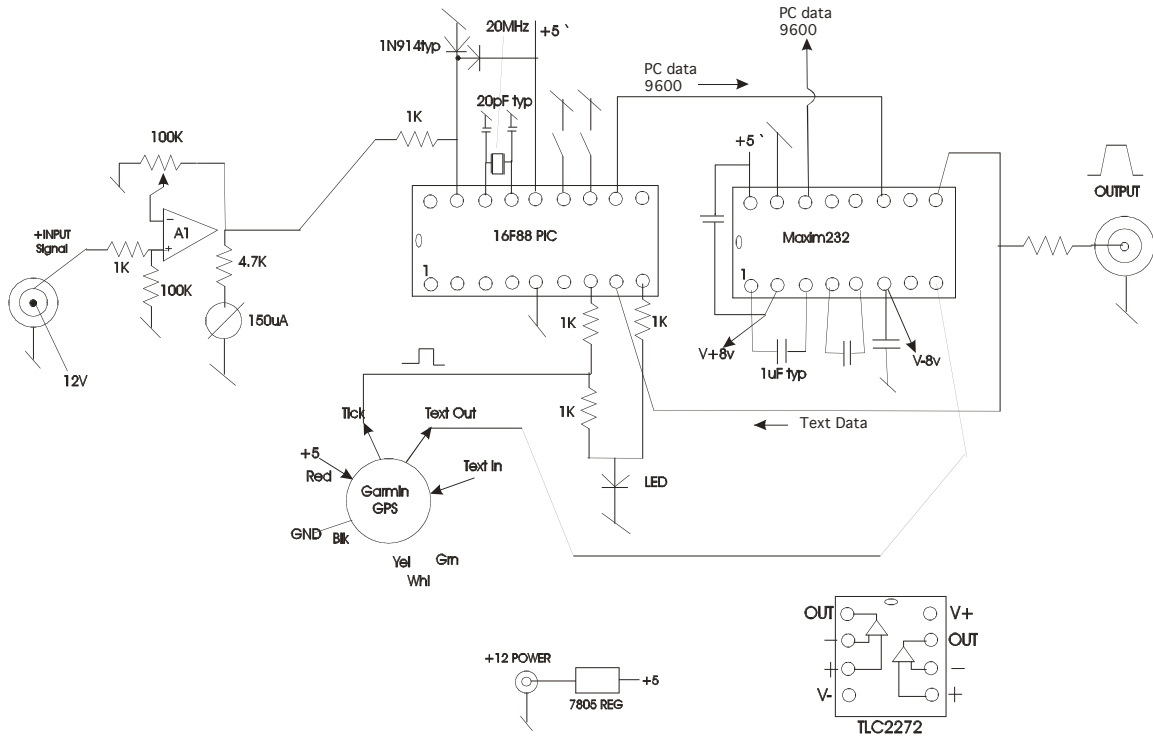 1N914typ
20MHz
+5 `
PC data
9600
PC data
9600
20pF typ
1K
100K
+5 `
OUTPUT
+INPUT
Signal
A1
−
+
16F88 PIC
Maxim232
1K
100K
4.7K
150uA
12V
1
1
1K
1K
V+8v
1uF typ
V-8v
1K
Tick
Text Out
Text Data
+5
Red
Text In
LED
Garmin
GPS
GND
Blk
Yel
Grn
Whi
OUT
V+
−
OUT
+
−
V-
+
TLC2272
+12 POWER
+5
7805 REG